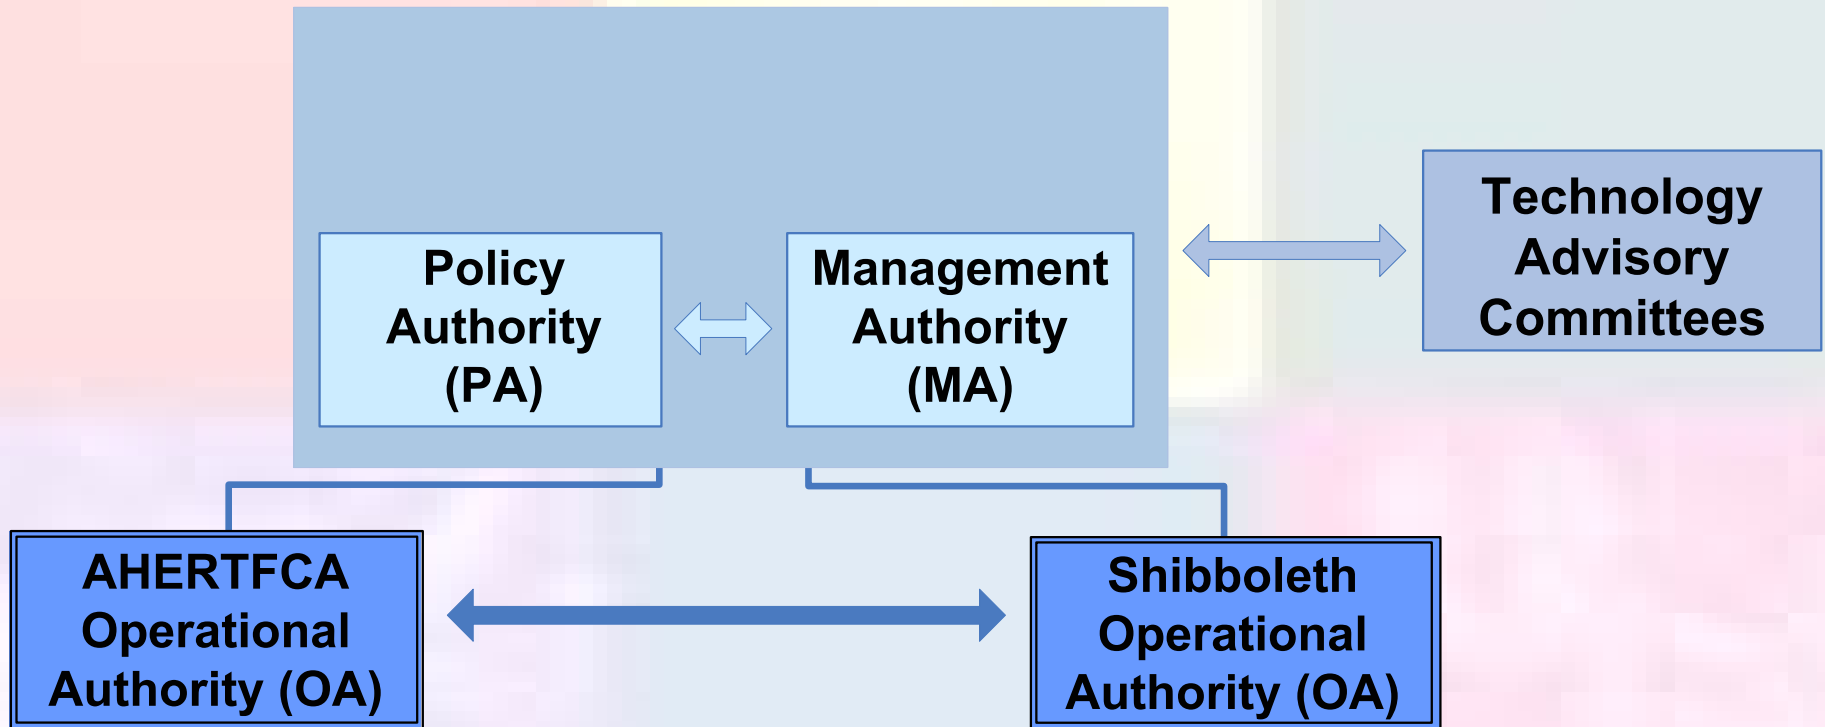 Policy
Authority
(PA)
Management
Authority
(MA)
Technology
Advisory
Committees
AHERTFCA
Operational
Authority (OA)
Shibboleth
Operational
Authority (OA)